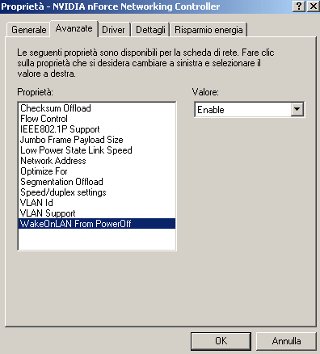 Proprietà - NVIDIA nForce Networking Controller
Generale Avanzate Driver Dettagli Risparmio energia
Le seguenti proprietà sono disponibili per la scheda di rete. Fare clic
sulla proprietà che si desidera cambiare a sinistra e selezionare il
valore a destra.
Proprietà: Valore:
Checksum Offload Enable
Flow Control
IEEE802.1P Support
Jumbo Frame Payload Size
Low Power State Link Speed
Network Address
Optimize For
Segmentation Offload
Speed/duplex settings
VLAN Id
VLAN Support
WakeOnLAN From PowerOff
OK Annulla